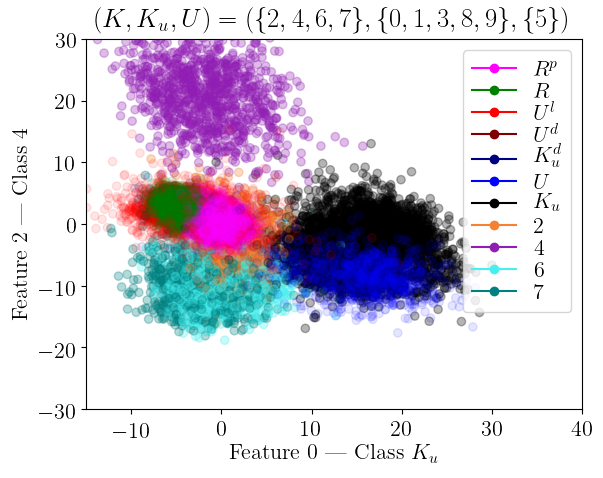 (K, K_u, U) = ({2, 4, 6, 7}, {0, 1, 3, 8, 9}, {5})
30
20
10
0
−10
−20
−30
Feature 2 — Class 4
−10 0 10 20 30 40
Feature 0 — Class K_u
R^p
R
U^l
U^d
K_u^d
U
K_u
2
4
6
7